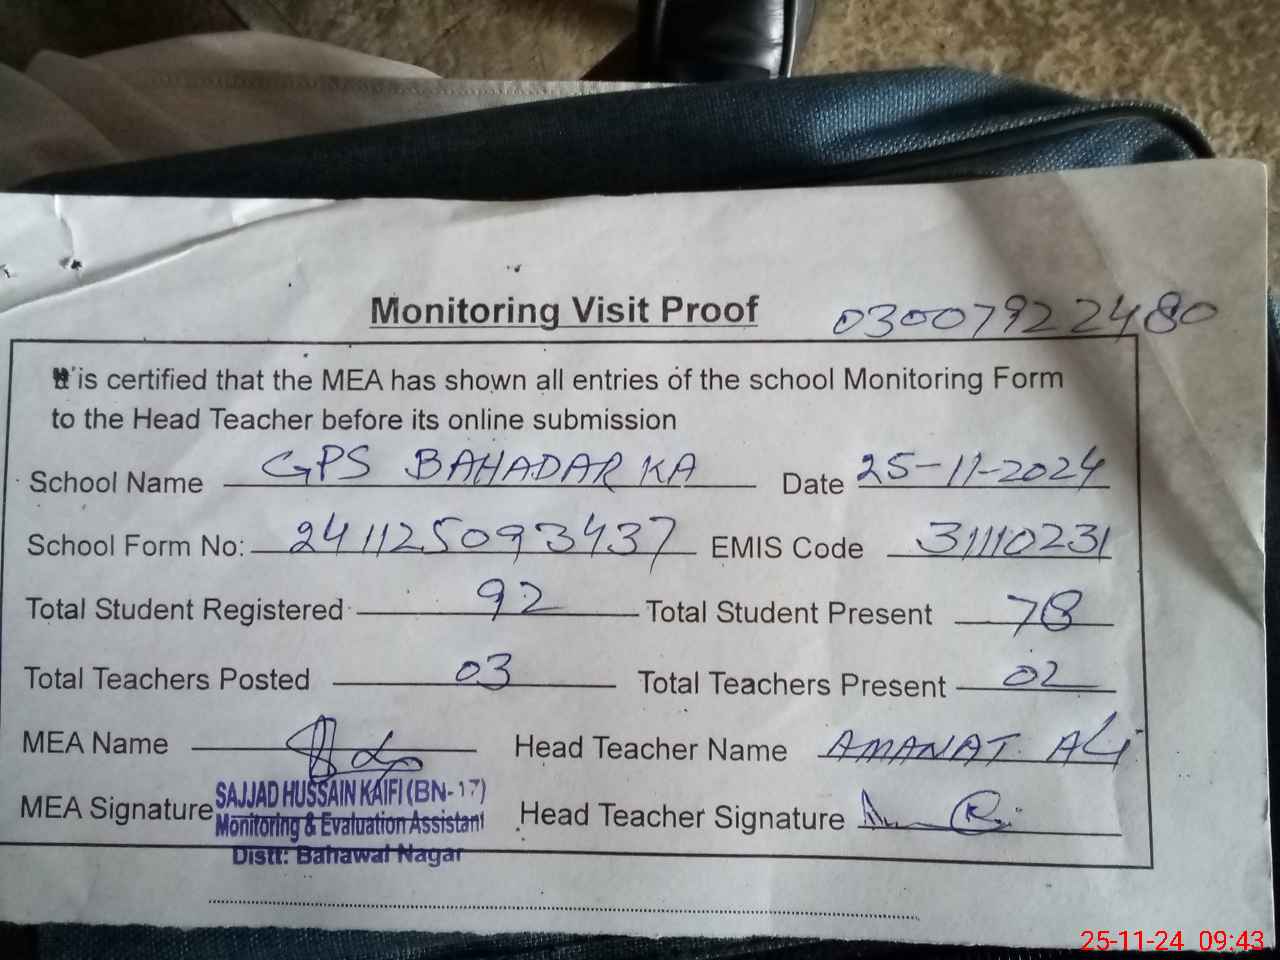 Monitoring Visit Proof 03007922480
It is certified that the MEA has shown all entries of the school Monitoring Form
to the Head Teacher before its online submission
School Name GPS BAHADAR KA Date 25-11-2024
School Form No: 241125093437 EMIS Code 31110231
Total Student Registered 92 Total Student Present 78
Total Teachers Posted 03 Total Teachers Present 02
MEA Name Head Teacher Name AMANAT ALI
MEA Signature SAJJAD HUSSAIN KAIFI (BN-17) Head Teacher Signature
Monitoring & Evaluation Assistant
Distt: Bahawal Nagar
25-11-24 09:43